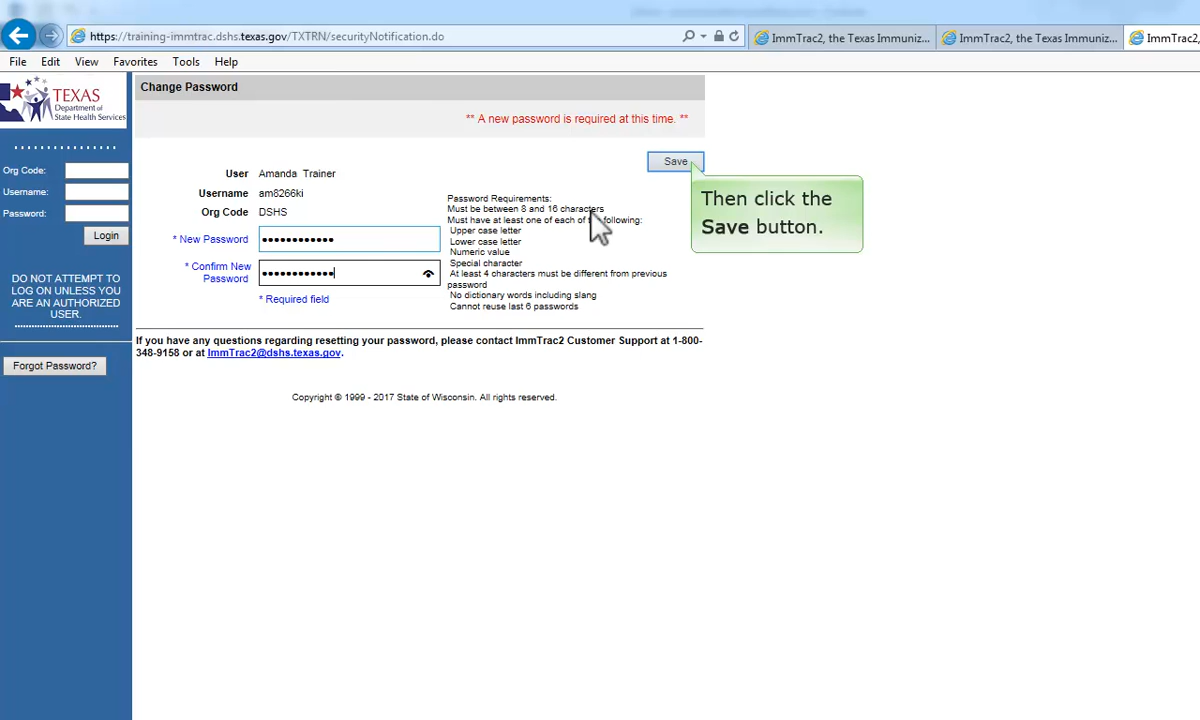 https://training-immtrac.dshs.texas.gov/TXTRN/securityNotification.do
ImmTrac2, the Texas Immuniz...
ImmTrac2, the Texas Immuniz...
ImmTrac2,
File Edit View Favorites Tools Help
TEXAS
Department of
State Health Services
Org Code:
Username:
Password:
Login
DO NOT ATTEMPT TO
LOG ON UNLESS YOU
ARE AN AUTHORIZED
USER.
Forgot Password?
Change Password
** A new password is required at this time. **
Save
Then click the
Save button.
User Amanda Trainer
Username am8266ki
Org Code DSHS
* New Password ••••••••••••
* Confirm New
Password ••••••••••••
* Required field
Password Requirements:
Must be between 8 and 16 characters
Must have at least one of each of following:
Upper case letter
Lower case letter
Numeric value
Special character
At least 4 characters must be different from previous
password
No dictionary words including slang
Cannot reuse last 6 passwords
If you have any questions regarding resetting your password, please contact ImmTrac2 Customer Support at 1-800-
348-9158 or at ImmTrac2@dshs.texas.gov.
Copyright © 1999 - 2017 State of Wisconsin. All rights reserved.